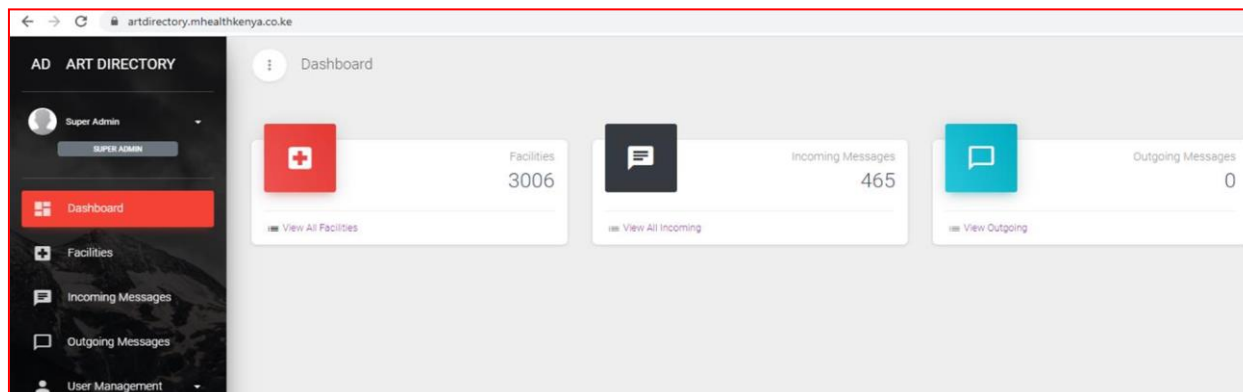 artdirectory.mhealthkenya.co.ke
AD ART DIRECTORY
Super Admin
SUPER ADMIN
Dashboard
Facilities
Incoming Messages
Outgoing Messages
User Management
Dashboard
Facilities
3006
View All Facilities
Incoming Messages
465
View All Incoming
Outgoing Messages
0
View Outgoing